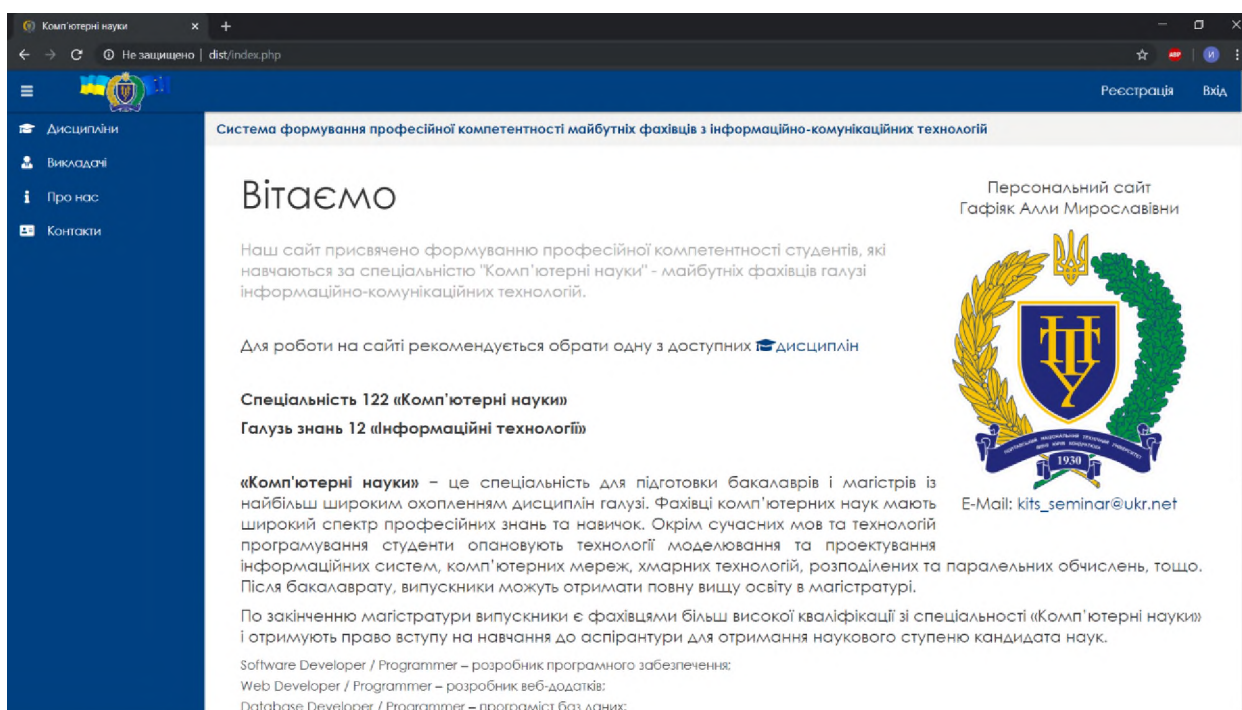 Комп'ютерні науки
Не защищено | dist/index.php
ABP
И
Реєстрація Вхід
Дисципліни
Викладачі
Про нас
Контакти
Система формування професійної компетентності майбутніх фахівців з інформаційно-комунікаційних технологій
Вітаємо
Наш сайт присвячено формуванню професійної компетентності студентів, які
навчаються за спеціальністю "Комп'ютерні науки" - майбутніх фахівців галузі
інформаційно-комунікаційних технологій.
Для роботи на сайті рекомендується обрати одну з доступних дисциплін
Спеціальність 122 «Комп'ютерні науки»
Галузь знань 12 «Інформаційні технології»
Персональний сайт
Гафіяк Алли Мирославівни
1930
E-Mail: kits_seminar@ukr.net
«Комп'ютерні науки» – це спеціальність для підготовки бакалаврів і магістрів із
найбільш широким охопленням дисциплін галузі. Фахівці комп'ютерних наук мають
широкий спектр професійних знань та навичок. Окрім сучасних мов та технологій
програмування студенти опановують технології моделювання та проектування
інформаційних систем, комп'ютерних мереж, хмарних технологій, розподілених та паралельних обчислень, тощо.
Після бакалаврату, випускники можуть отримати повну вищу освіту в магістратурі.
По закінченню магістратури випускники є фахівцями більш високої кваліфікації зі спеціальності «Комп'ютерні науки»
і отримують право вступу на навчання до аспірантури для отримання наукового ступеню кандидата наук.
Software Developer / Programmer – розробник програмного забезпечення;
Web Developer / Programmer – розробник веб-додатків;
Database Developer / Programmer – програміст баз даних;